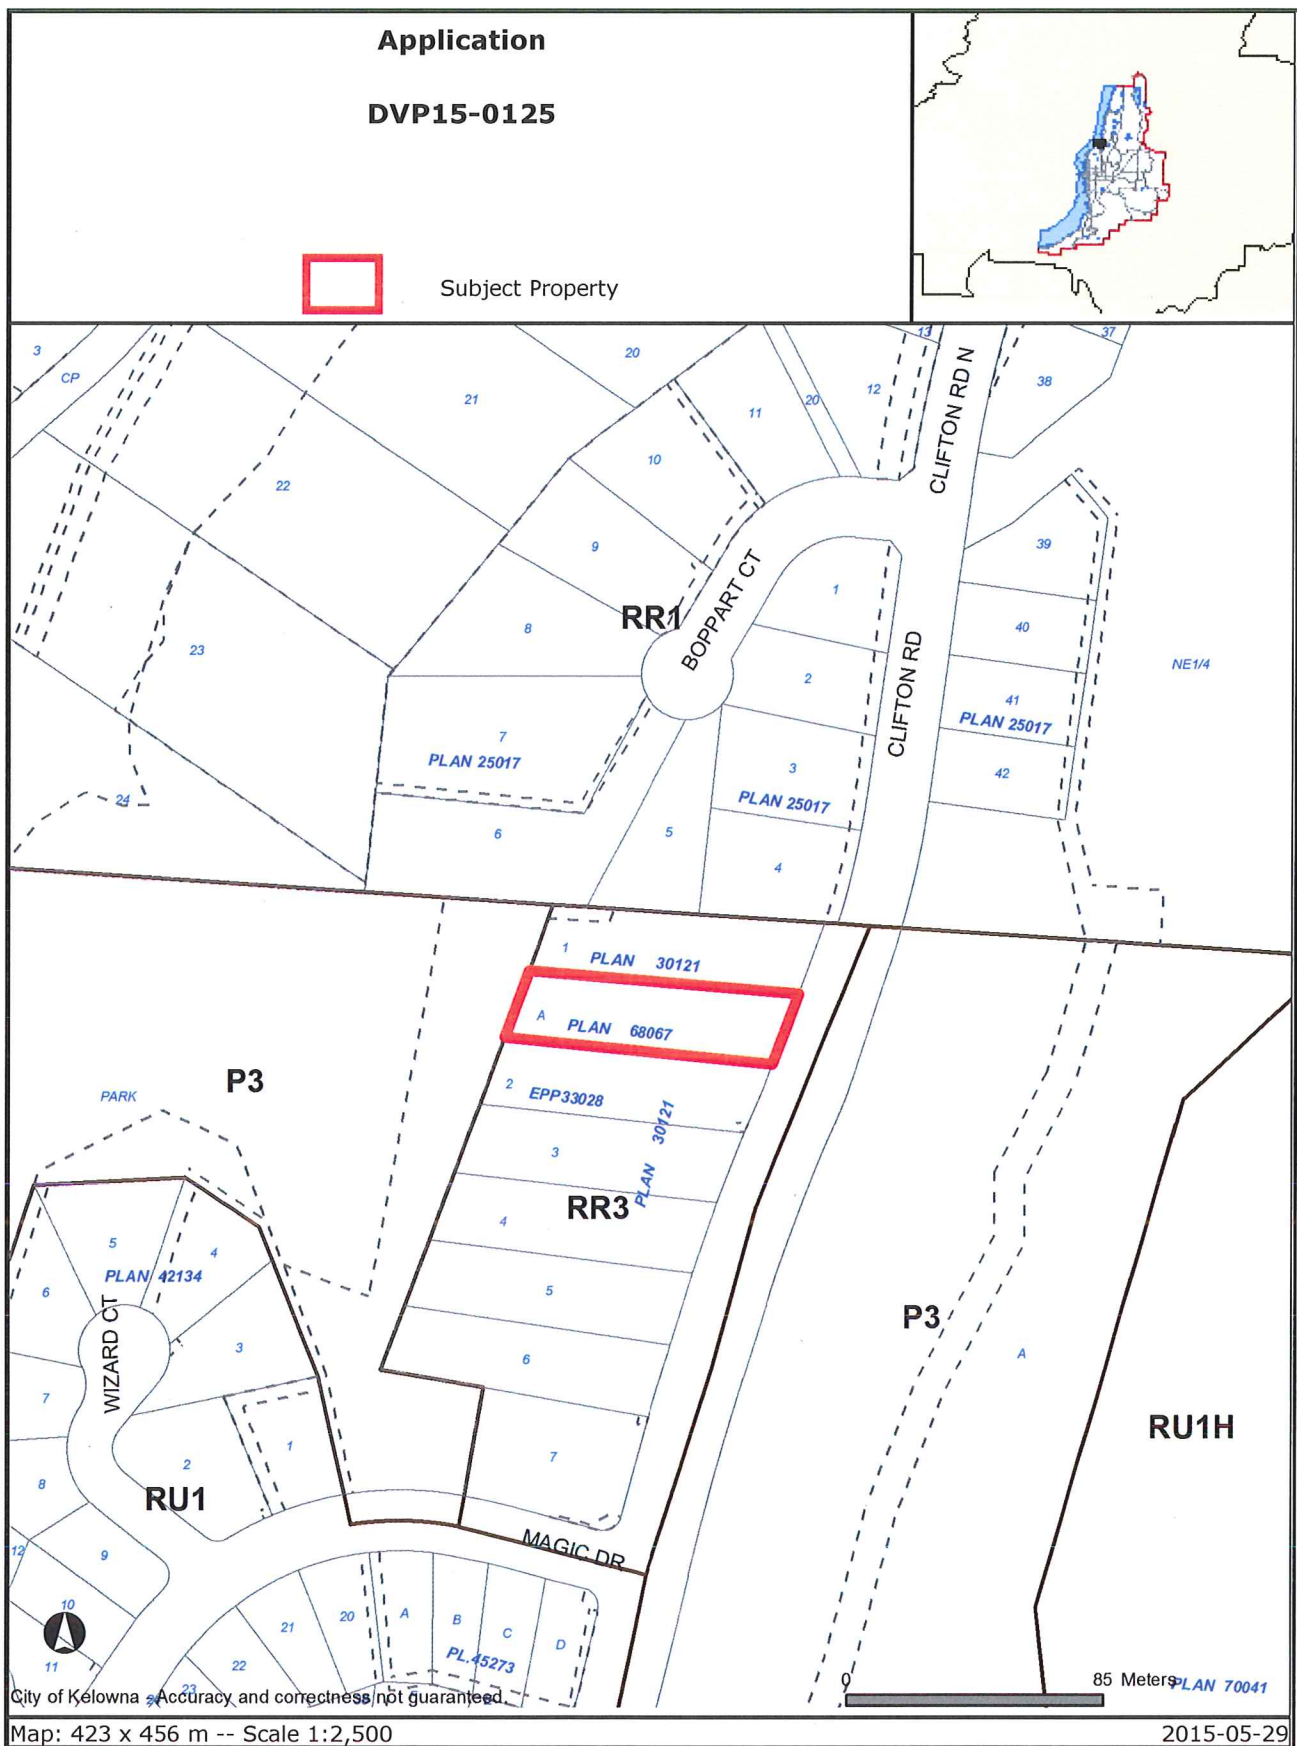 Application
DVP15-0125
Subject Property
3
CP
20
21
22
10
11
20
12
13
CLIFTON RD N
37
38
9
8
RR1
BOPPART CT
1
39
40
2
CLIFTON RD
41
PLAN 25017
NE1/4
23
7
PLAN 25017
3
PLAN 25017
42
24
6
5
4
1
PLAN 30121
A
PLAN 68067
P3
PARK
2
EPP33028
PLAN 30121
3
RR3
4
5
6
7
5
4
PLAN 42134
6
WIZARD CT
3
7
2
1
8
RU1
P3
A
RU1H
12
9
MAGIC DR
10
11
20
21
22
23
A
B
C
D
PL.45273
0
85 Meters
PLAN 70041
City of Kelowna - Accuracy and correctness not guaranteed.
Map: 423 x 456 m -- Scale 1:2,500
2015-05-29